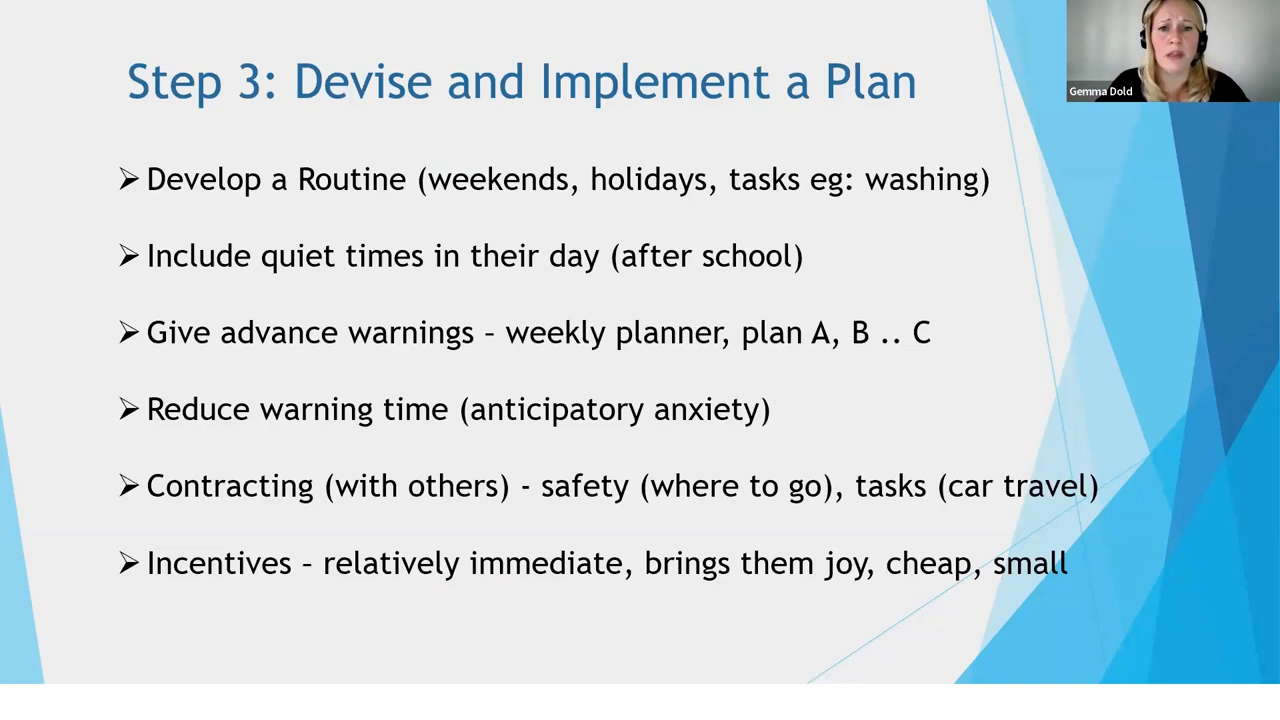 Step 3: Devise and Implement a Plan
Gemma Dold
➢ Develop a Routine (weekends, holidays, tasks eg: washing)
➢ Include quiet times in their day (after school)
➢ Give advance warnings – weekly planner, plan A, B .. C
➢ Reduce warning time (anticipatory anxiety)
➢ Contracting (with others) - safety (where to go), tasks (car travel)
➢ Incentives – relatively immediate, brings them joy, cheap, small